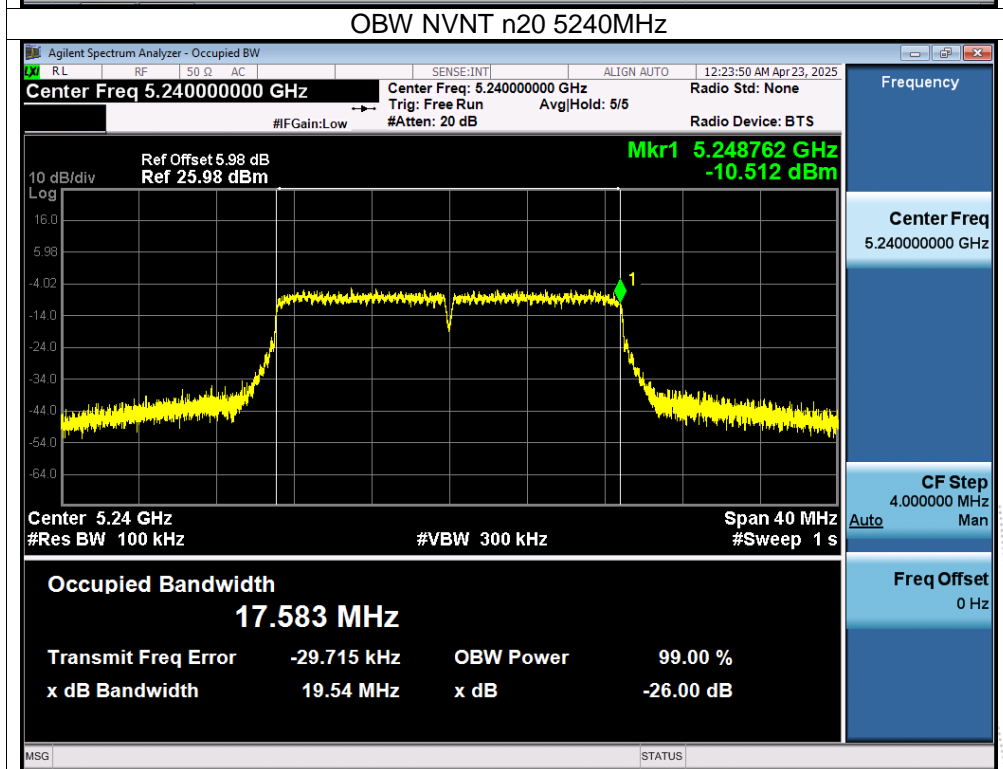 OBW NVNT n20 5240MHz
Agilent Spectrum Analyzer - Occupied BW
LXI RL RF 50 Ω AC SENSE:INT ALIGN AUTO 12:23:50 AM Apr 23, 2025
Center Freq 5.240000000 GHz
Center Freq: 5.240000000 GHz Radio Std: None
Trig: Free Run Avg|Hold: 5/5
#IFGain:Low #Atten: 20 dB Radio Device: BTS
Frequency
Ref Offset 5.98 dB
10 dB/div Ref 25.98 dBm
Mkr1 5.248762 GHz
-10.512 dBm
Log
16.0
5.98
-4.02
-14.0
-24.0
-34.0
-44.0
-54.0
-64.0
1
Center Freq
5.240000000 GHz
Center 5.24 GHz Span 40 MHz
#Res BW 100 kHz #VBW 300 kHz #Sweep 1 s
CF Step
4.000000 MHz
Auto Man
Freq Offset
0 Hz
Occupied Bandwidth
17.583 MHz
Transmit Freq Error -29.715 kHz OBW Power 99.00 %
x dB Bandwidth 19.54 MHz x dB -26.00 dB
MSG STATUS